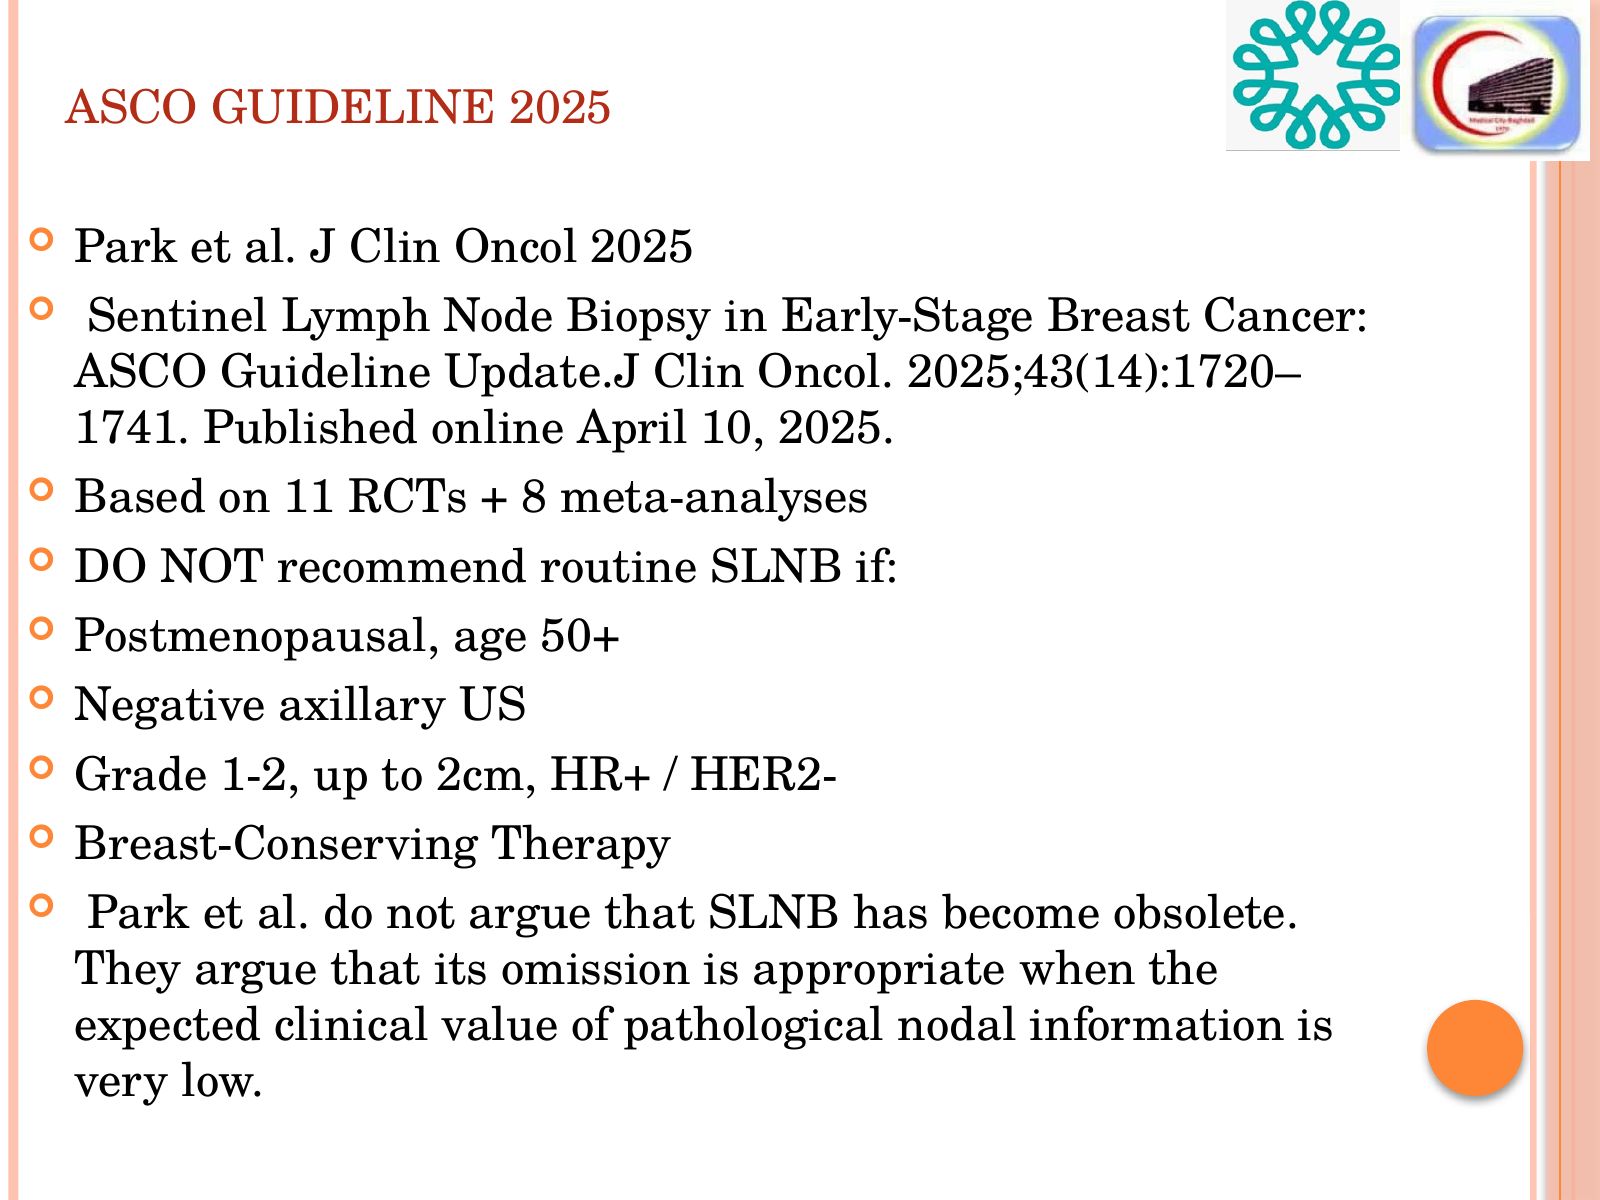 ASCO GUIDELINE 2025
Park et al. J Clin Oncol 2025
Sentinel Lymph Node Biopsy in Early-Stage Breast Cancer:
ASCO Guideline Update.J Clin Oncol. 2025;43(14):1720–
1741. Published online April 10, 2025.
Based on 11 RCTs + 8 meta-analyses
DO NOT recommend routine SLNB if:
Postmenopausal, age 50+
Negative axillary US
Grade 1-2, up to 2cm, HR+ / HER2-
Breast-Conserving Therapy
Park et al. do not argue that SLNB has become obsolete.
They argue that its omission is appropriate when the
expected clinical value of pathological nodal information is
very low.
Medical City-Baghdad